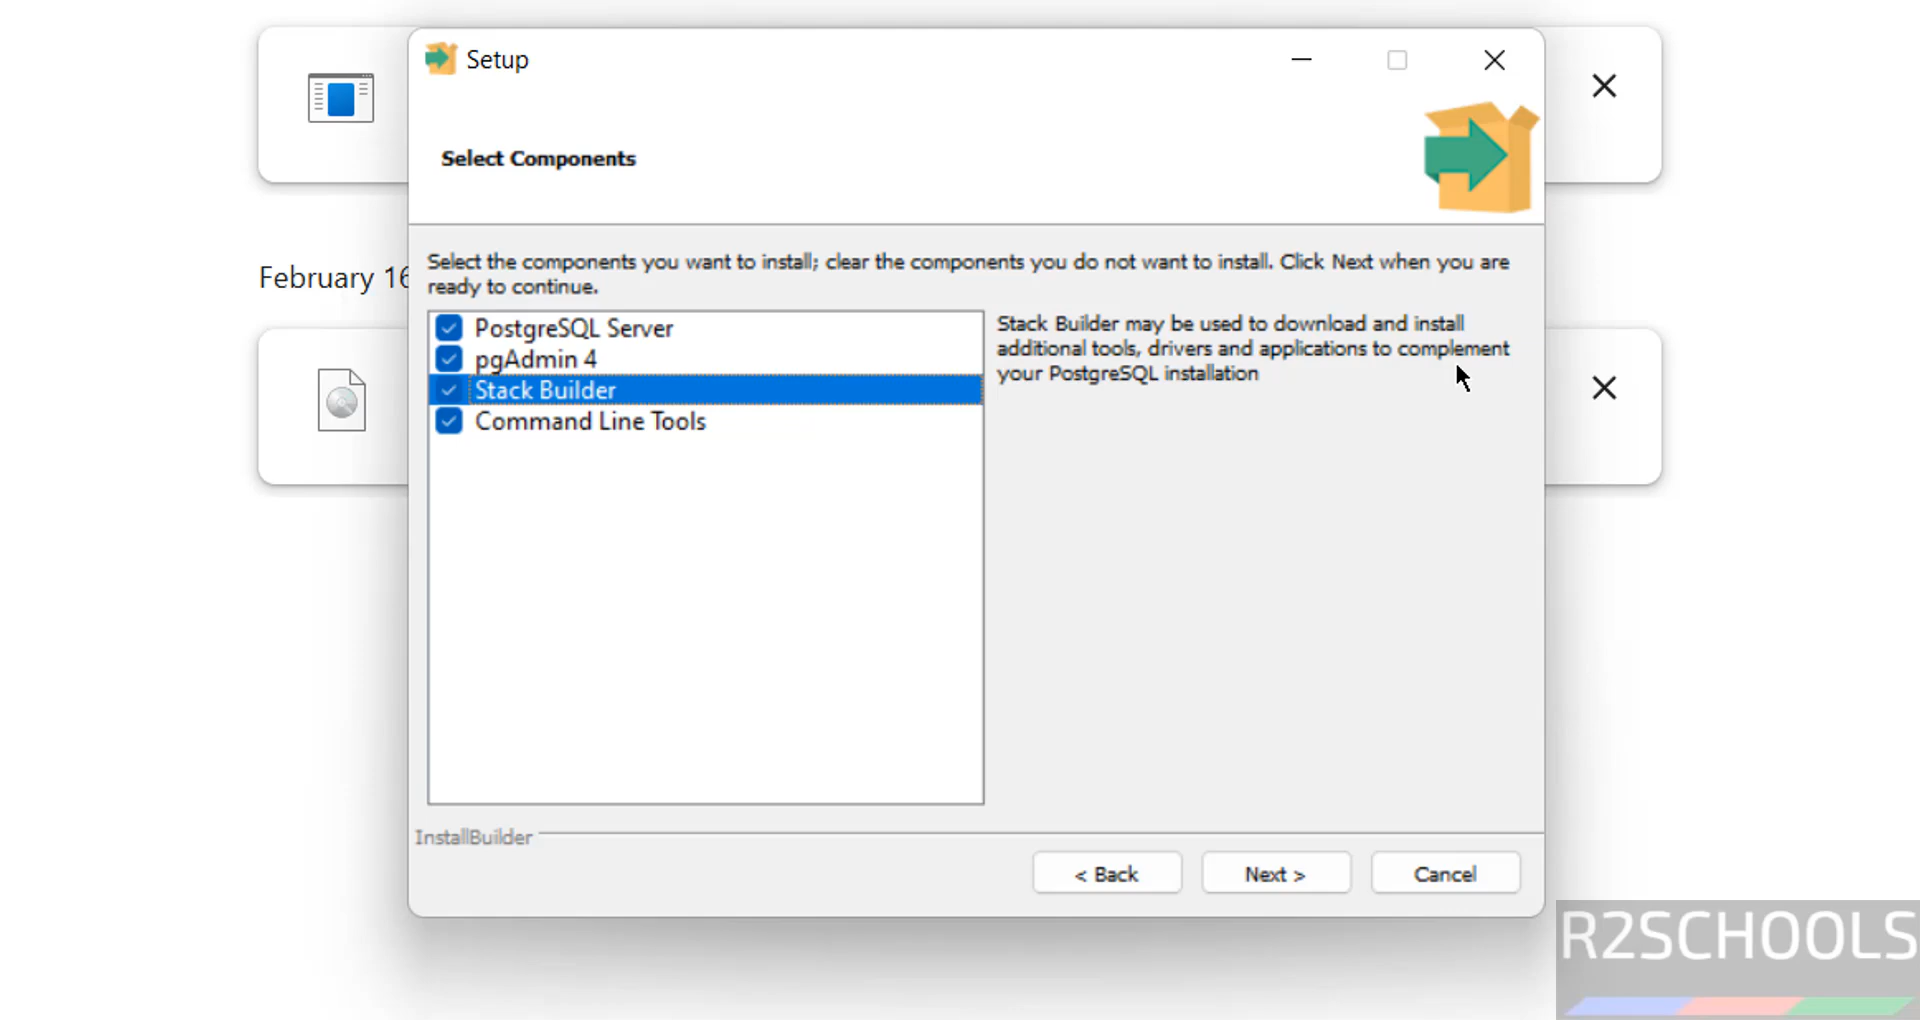 Setup
Select Components
February 16
Select the components you want to install; clear the components you do not want to install. Click Next when you are
ready to continue.
PostgreSQL Server
pgAdmin 4
Stack Builder
Command Line Tools
Stack Builder may be used to download and install
additional tools, drivers and applications to complement
your PostgreSQL installation
InstallBuilder
< Back
Next >
Cancel
R2SCHOOLS